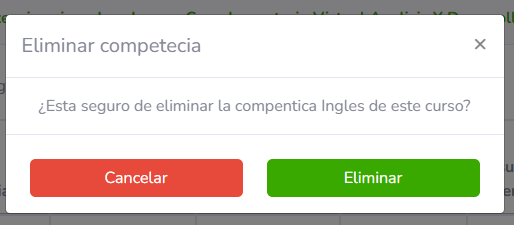 Eliminar competecia
×
¿Esta seguro de eliminar la compentica Ingles de este curso?
Cancelar
Eliminar